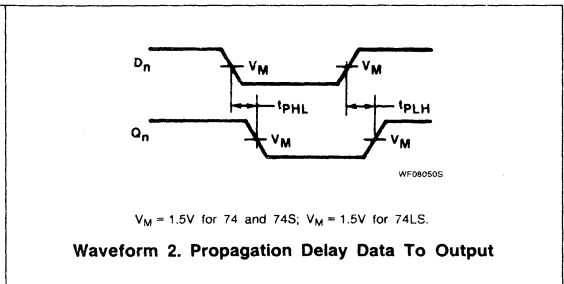 Dn
VM
VM
tPHL
tPLH
Qn
VM
VM
WF08050S
VM = 1.5V for 74 and 74S; VM = 1.5V for 74LS.
Waveform 2. Propagation Delay Data To Output